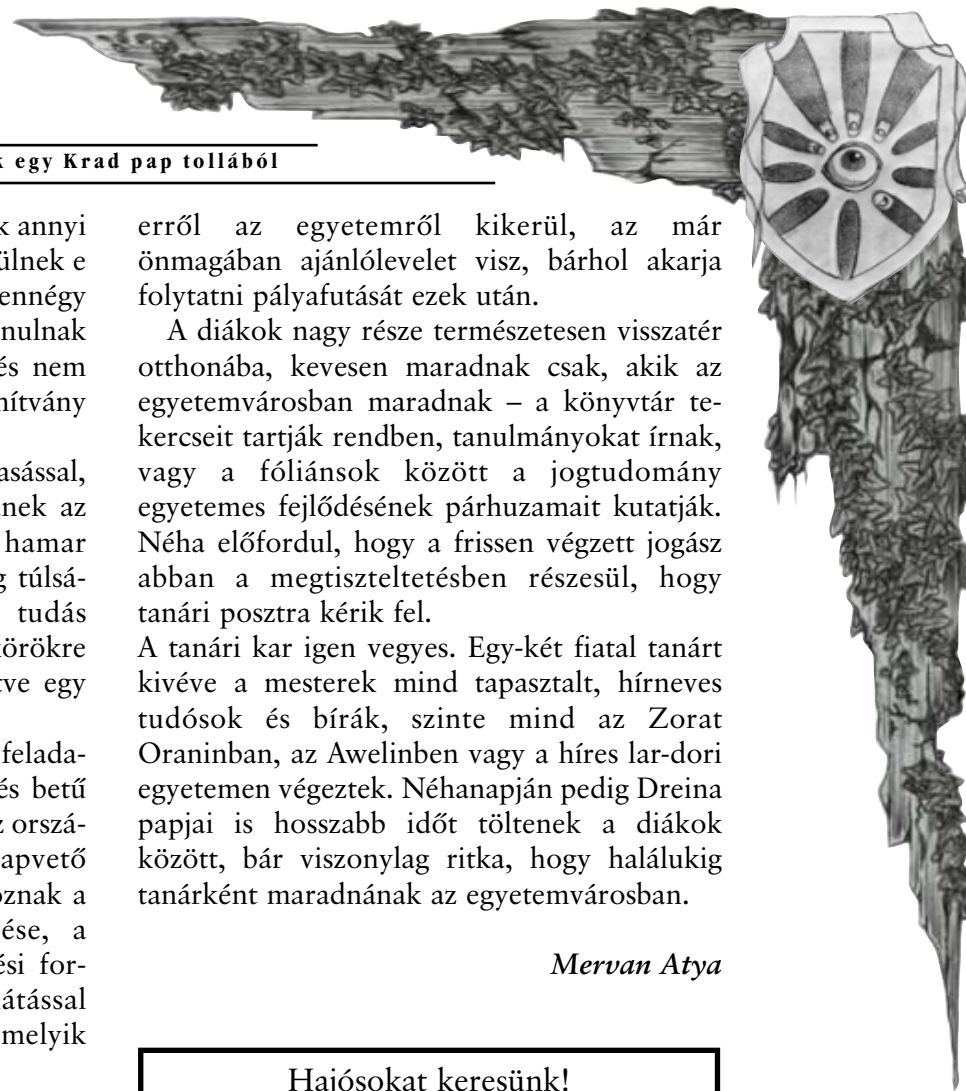 k egy Krad pap tollából
k annyi
ülnek e
ennégy
nulnak
és nem
nítvány
asással,
nek az
hamar
g túlsá-
tudás
körökre
tve egy
felada-
és betű
z orszá-
apvető
oznak a
ése, a
ési for-
átással
melyik
erről az egyetemről kikerül, az már
önmagában ajánlólevelet visz, bárhol akarja
folytatni pályafutását ezek után.
A diákok nagy része természetesen visszatér
otthonába, kevesen maradnak csak, akik az
egyetemvárosban maradnak – a könyvtár te-
kercseit tartják rendben, tanulmányokat írnak,
vagy a fóliánsok között a jogtudomány
egyetemes fejlődésének párhuzamait kutatják.
Néha előfordul, hogy a frissen végzett jogász
abban a megtiszteltetésben részesül, hogy
tanári posztra kérik fel.
A tanári kar igen vegyes. Egy-két fiatal tanárt
kivéve a mesterek mind tapasztalt, hírneves
tudósok és bírák, szinte mind az Zorat
Oraninban, az Awelinben vagy a híres lar-dori
egyetemen végeztek. Néhanapján pedig Dreina
papjai is hosszabb időt töltenek a diákok
között, bár viszonylag ritka, hogy halálukig
tanárként maradnának az egyetemvárosban.
Mervan Atya
Hajósokat keresünk!